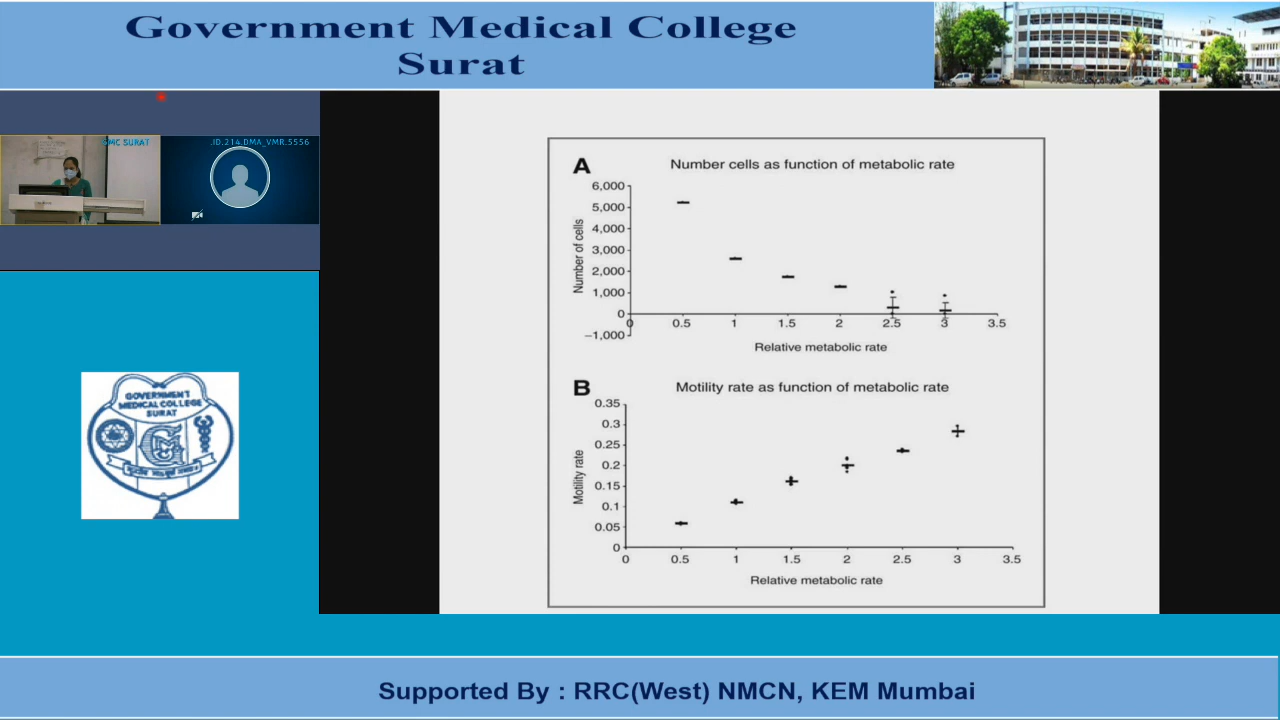 Government Medical College
Surat
GMC SURAT
.ID.214.DMA_VMR.5556
GOVERNMENT
MEDICAL COLLEGE
SURAT
A
Number cells as function of metabolic rate
Number of cells
6,000
5,000
4,000
3,000
2,000
1,000
0
−1,000
0 0.5 1 1.5 2 2.5 3 3.5
Relative metabolic rate
B
Motility rate as function of metabolic rate
Motility rate
0.35
0.3
0.25
0.2
0.15
0.1
0.05
0
0 0.5 1 1.5 2 2.5 3 3.5
Relative metabolic rate
Supported By : RRC(West) NMCN, KEM Mumbai